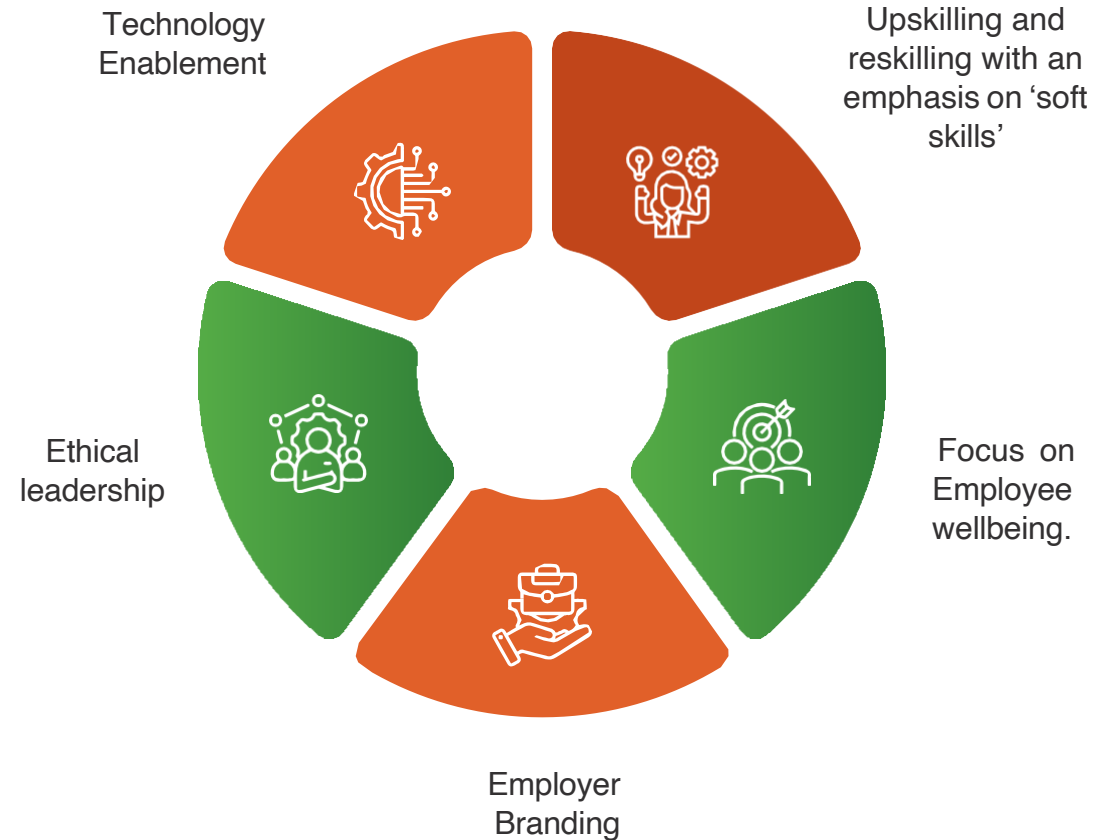 Technology
Enablement
Upskilling and
reskilling with an
emphasis on ‘soft
skills’
Ethical
leadership
Focus on
Employee
wellbeing.
Employer
Branding